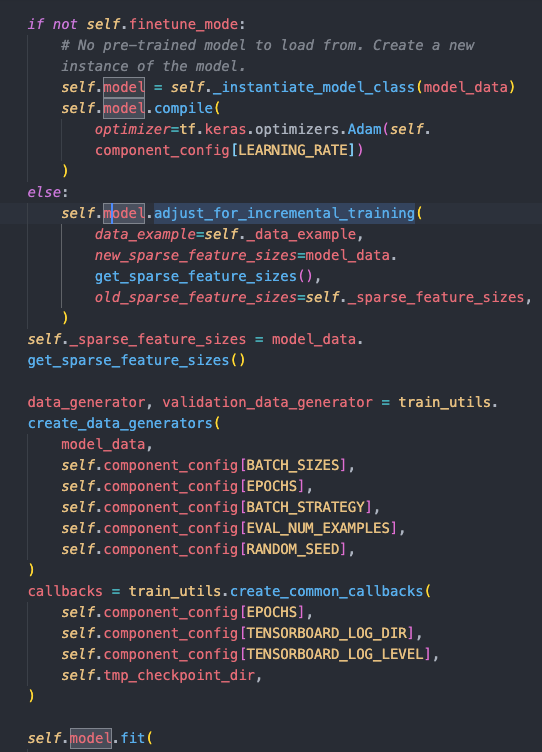 if not self.finetune_mode:
# No pre-trained model to load from. Create a new
instance of the model.
self.model = self._instantiate_model_class(model_data)
self.model.compile(
optimizer=tf.keras.optimizers.Adam(self.
component_config[LEARNING_RATE])
)
else:
self.model.adjust_for_incremental_training(
data_example=self._data_example,
new_sparse_feature_sizes=model_data.
get_sparse_feature_sizes(),
old_sparse_feature_sizes=self._sparse_feature_sizes,
)
self._sparse_feature_sizes = model_data.
get_sparse_feature_sizes()
data_generator, validation_data_generator = train_utils.
create_data_generators(
model_data,
self.component_config[BATCH_SIZES],
self.component_config[EPOCHS],
self.component_config[BATCH_STRATEGY],
self.component_config[EVAL_NUM_EXAMPLES],
self.component_config[RANDOM_SEED],
)
callbacks = train_utils.create_common_callbacks(
self.component_config[EPOCHS],
self.component_config[TENSORBOARD_LOG_DIR],
self.component_config[TENSORBOARD_LOG_LEVEL],
self.tmp_checkpoint_dir,
)
self.model.fit(